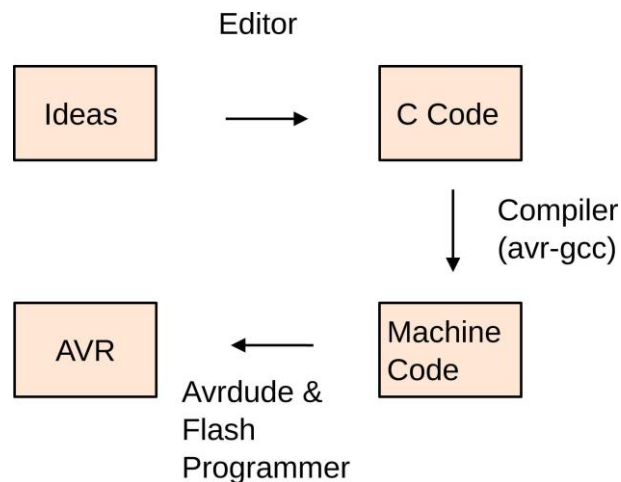 Editor
Ideas
C Code
Compiler
(avr-gcc)
AVR
Machine
Code
Avrdude &
Flash
Programmer